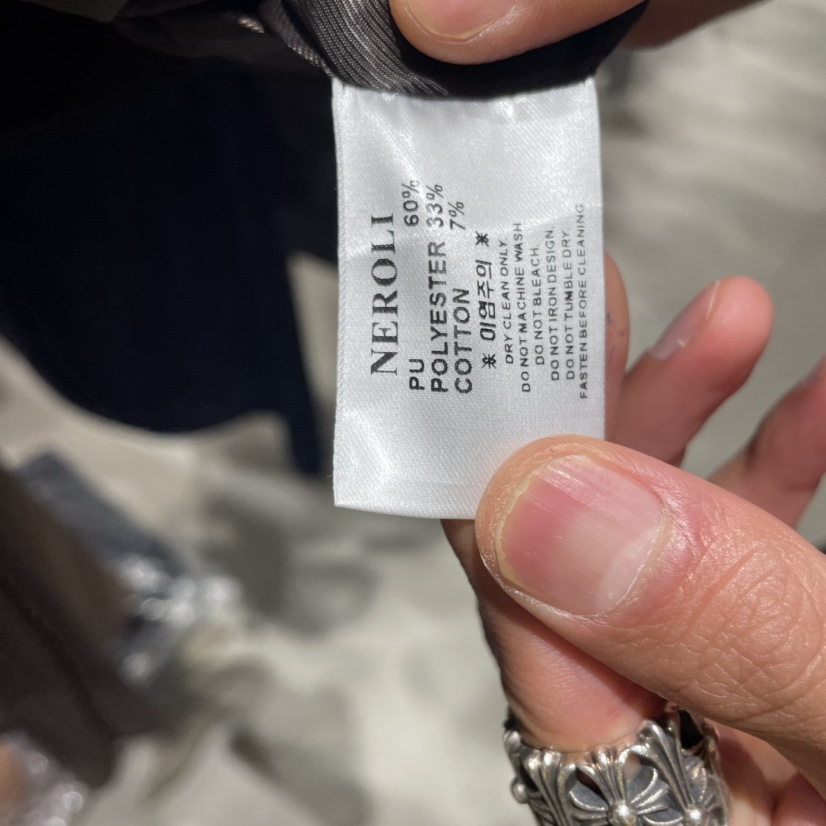 NEROLI
PU 60%
POLYESTER 33%
COTTON 7%
※ 이염주의 ※
DRY CLEAN ONLY.
DO NOT MACHINE WASH
DO NOT BLEACH.
DO NOT IRON DESIGN.
DO NOT TUMBLE DRY.
FASTEN BEFORE CLEANING